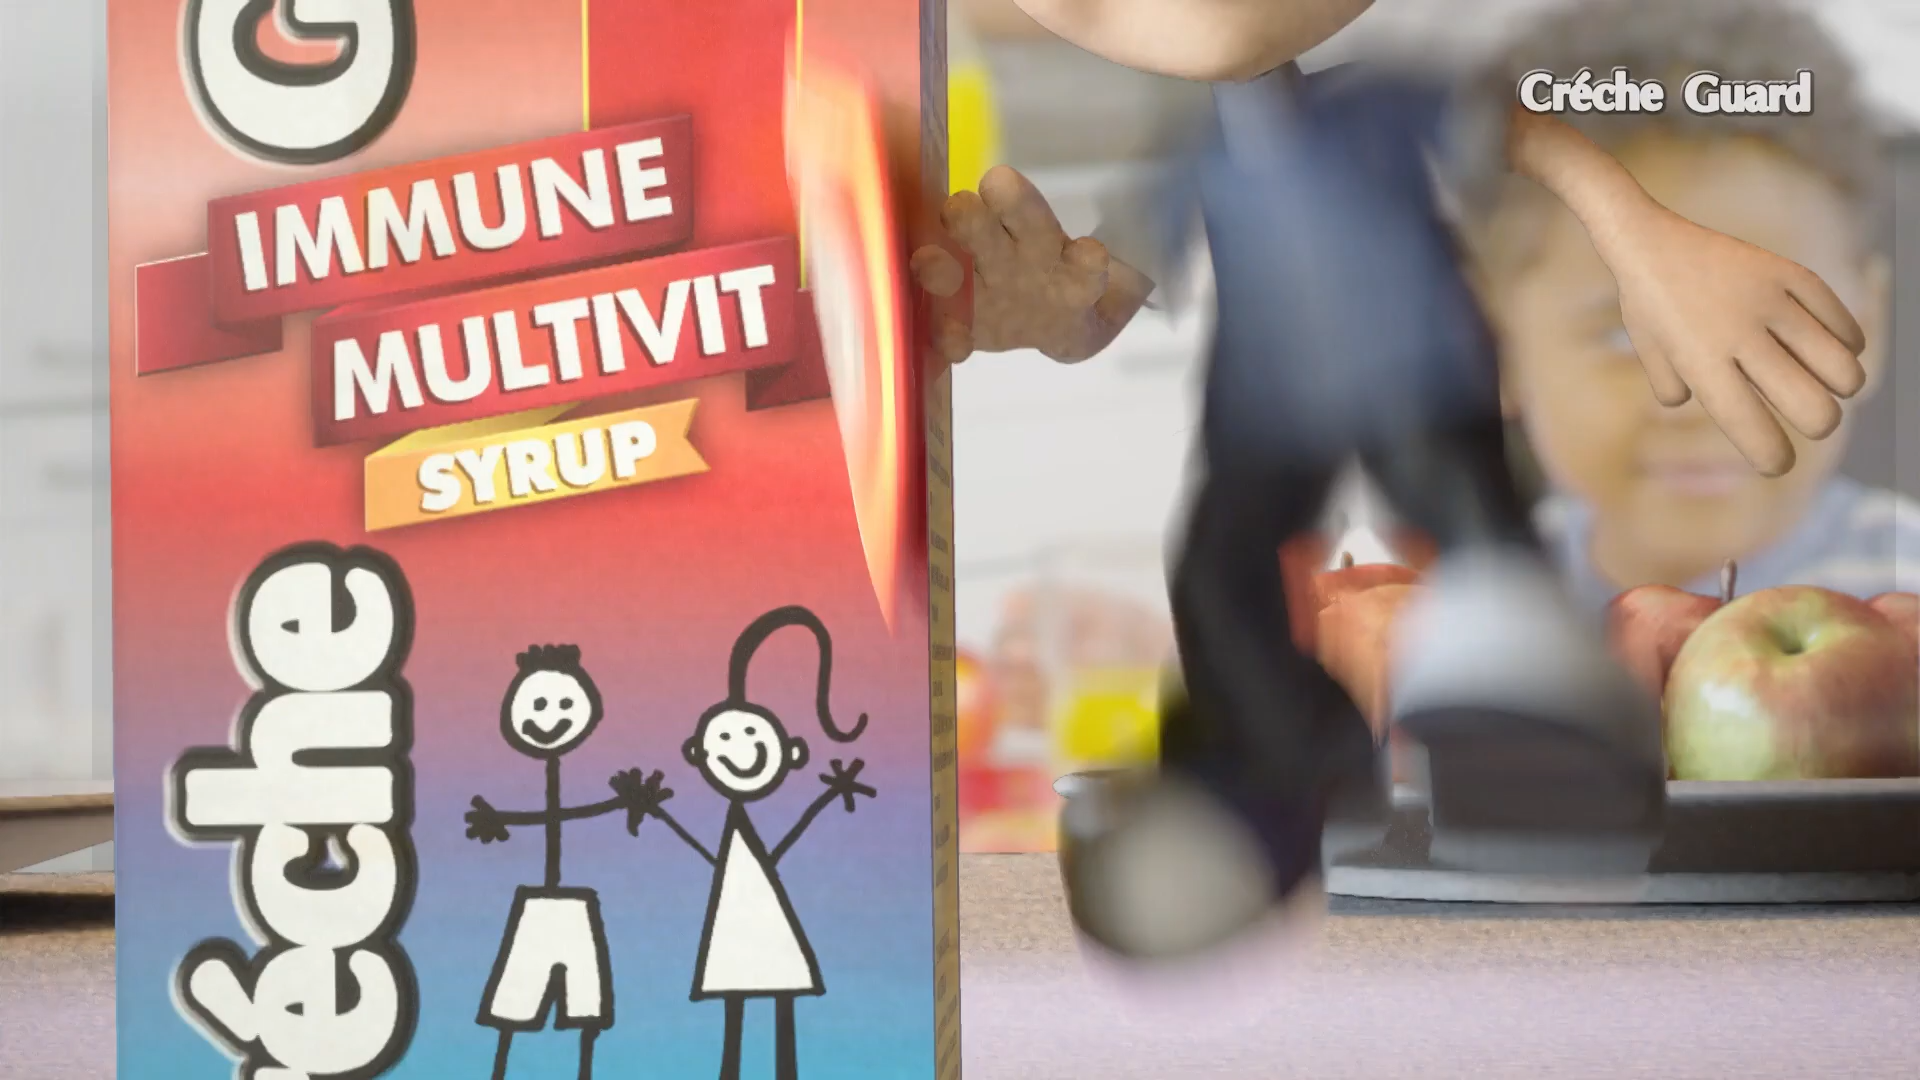 Créche Guard
G
IMMUNE
MULTIVIT
SYRUP
éche